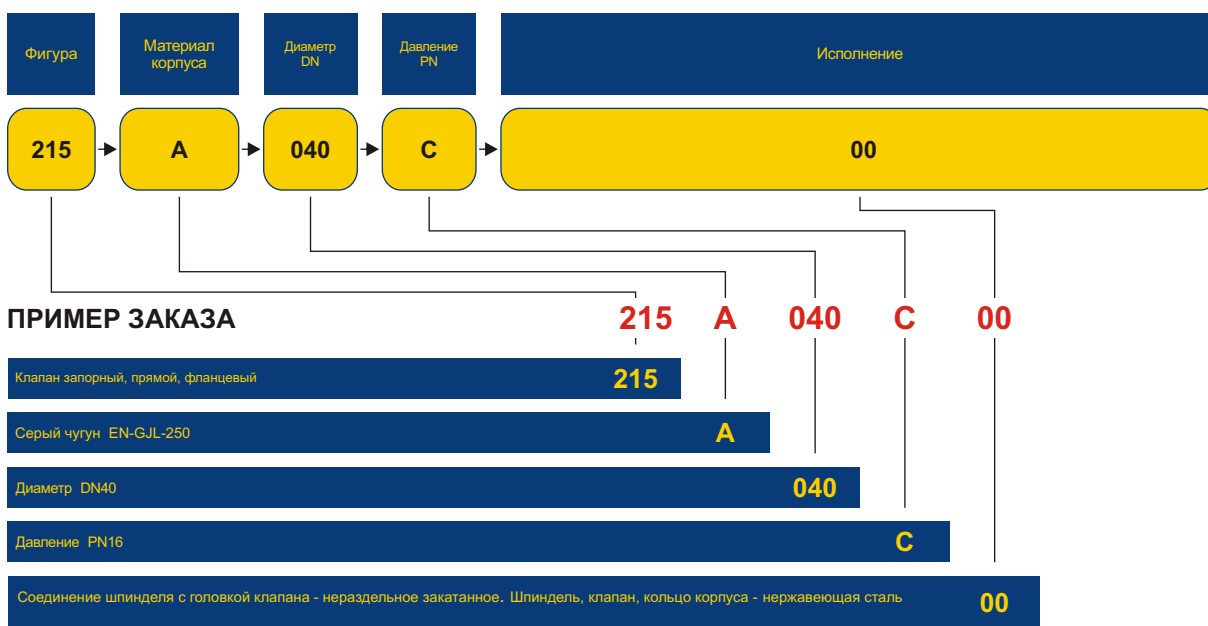 Фигура
Материал
корпуса
Диаметр
DN
Давление
PN
Исполнение
215
A
040
C
00
ПРИМЕР ЗАКАЗА
215 A 040 C 00
Клапан запорный, прямой, фланцевый 215
Серый чугун EN-GJL-250 A
Диаметр DN40 040
Давление PN16 C
Соединение шпинделя с головкой клапана - нераздельное закатанное. Шпиндель, клапан, кольцо корпуса - нержавеющая сталь 00